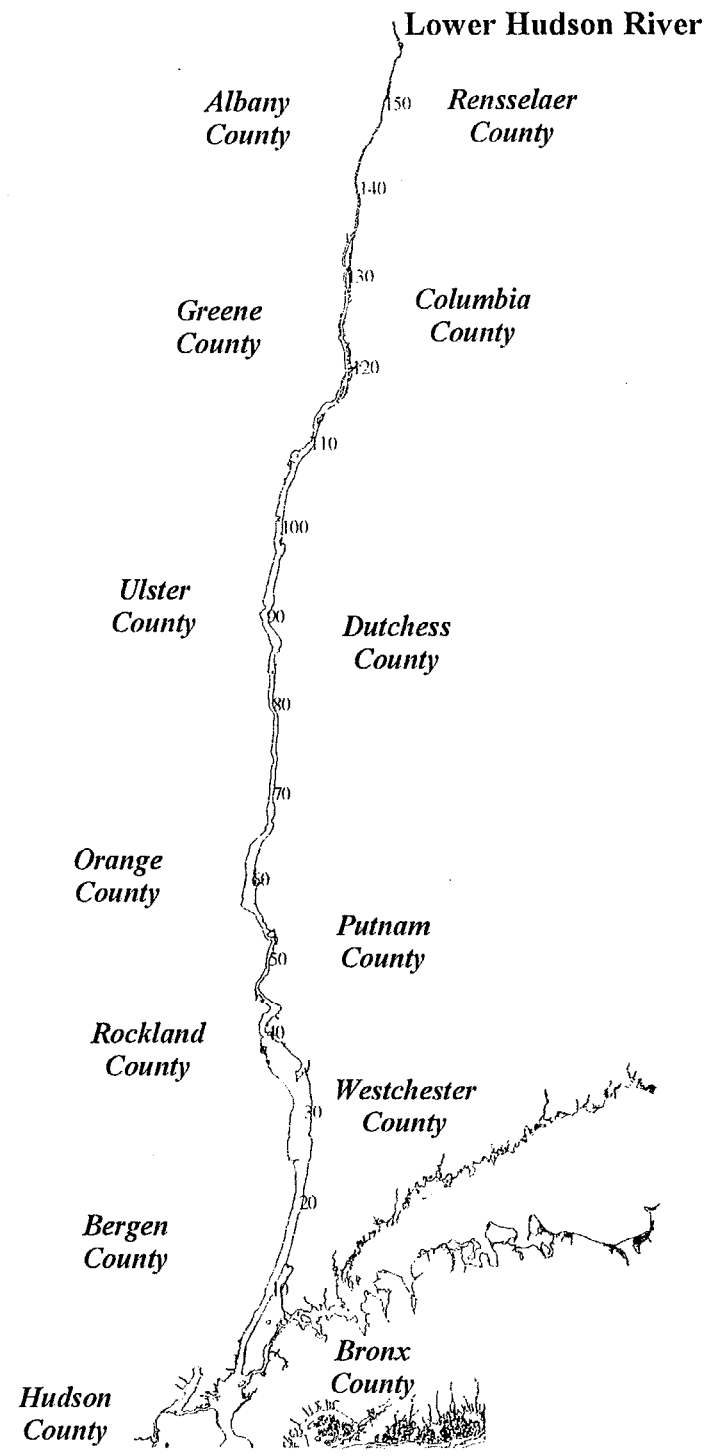 Lower Hudson River
Albany
County
150
Rensselaer
County
140
130
Greene
County
Columbia
County
120
110
100
Ulster
County
90
Dutchess
County
80
70
Orange
County
60
Putnam
County
50
Rockland
County
40
Westchester
County
30
20
Bergen
County
10
Bronx
County
Hudson
County